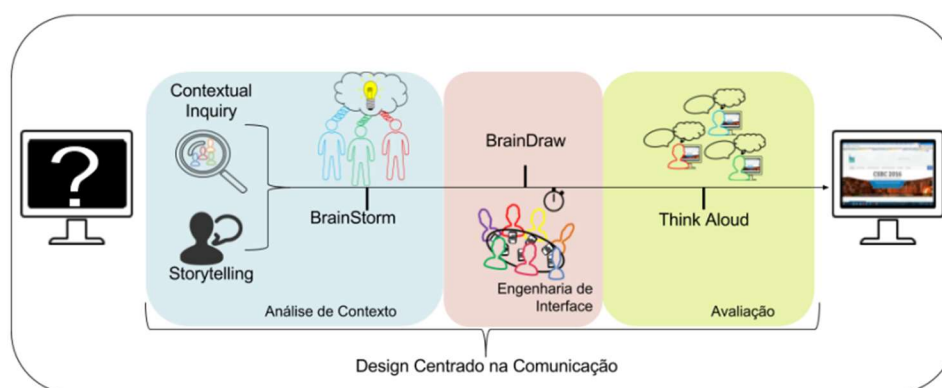 Contextual
Inquiry
?
BrainStorm
Storytelling
Análise de Contexto
BrainDraw
Engenharia de
Interface
Think Aloud
Avaliação
CSBC 2016
Design Centrado na Comunicação